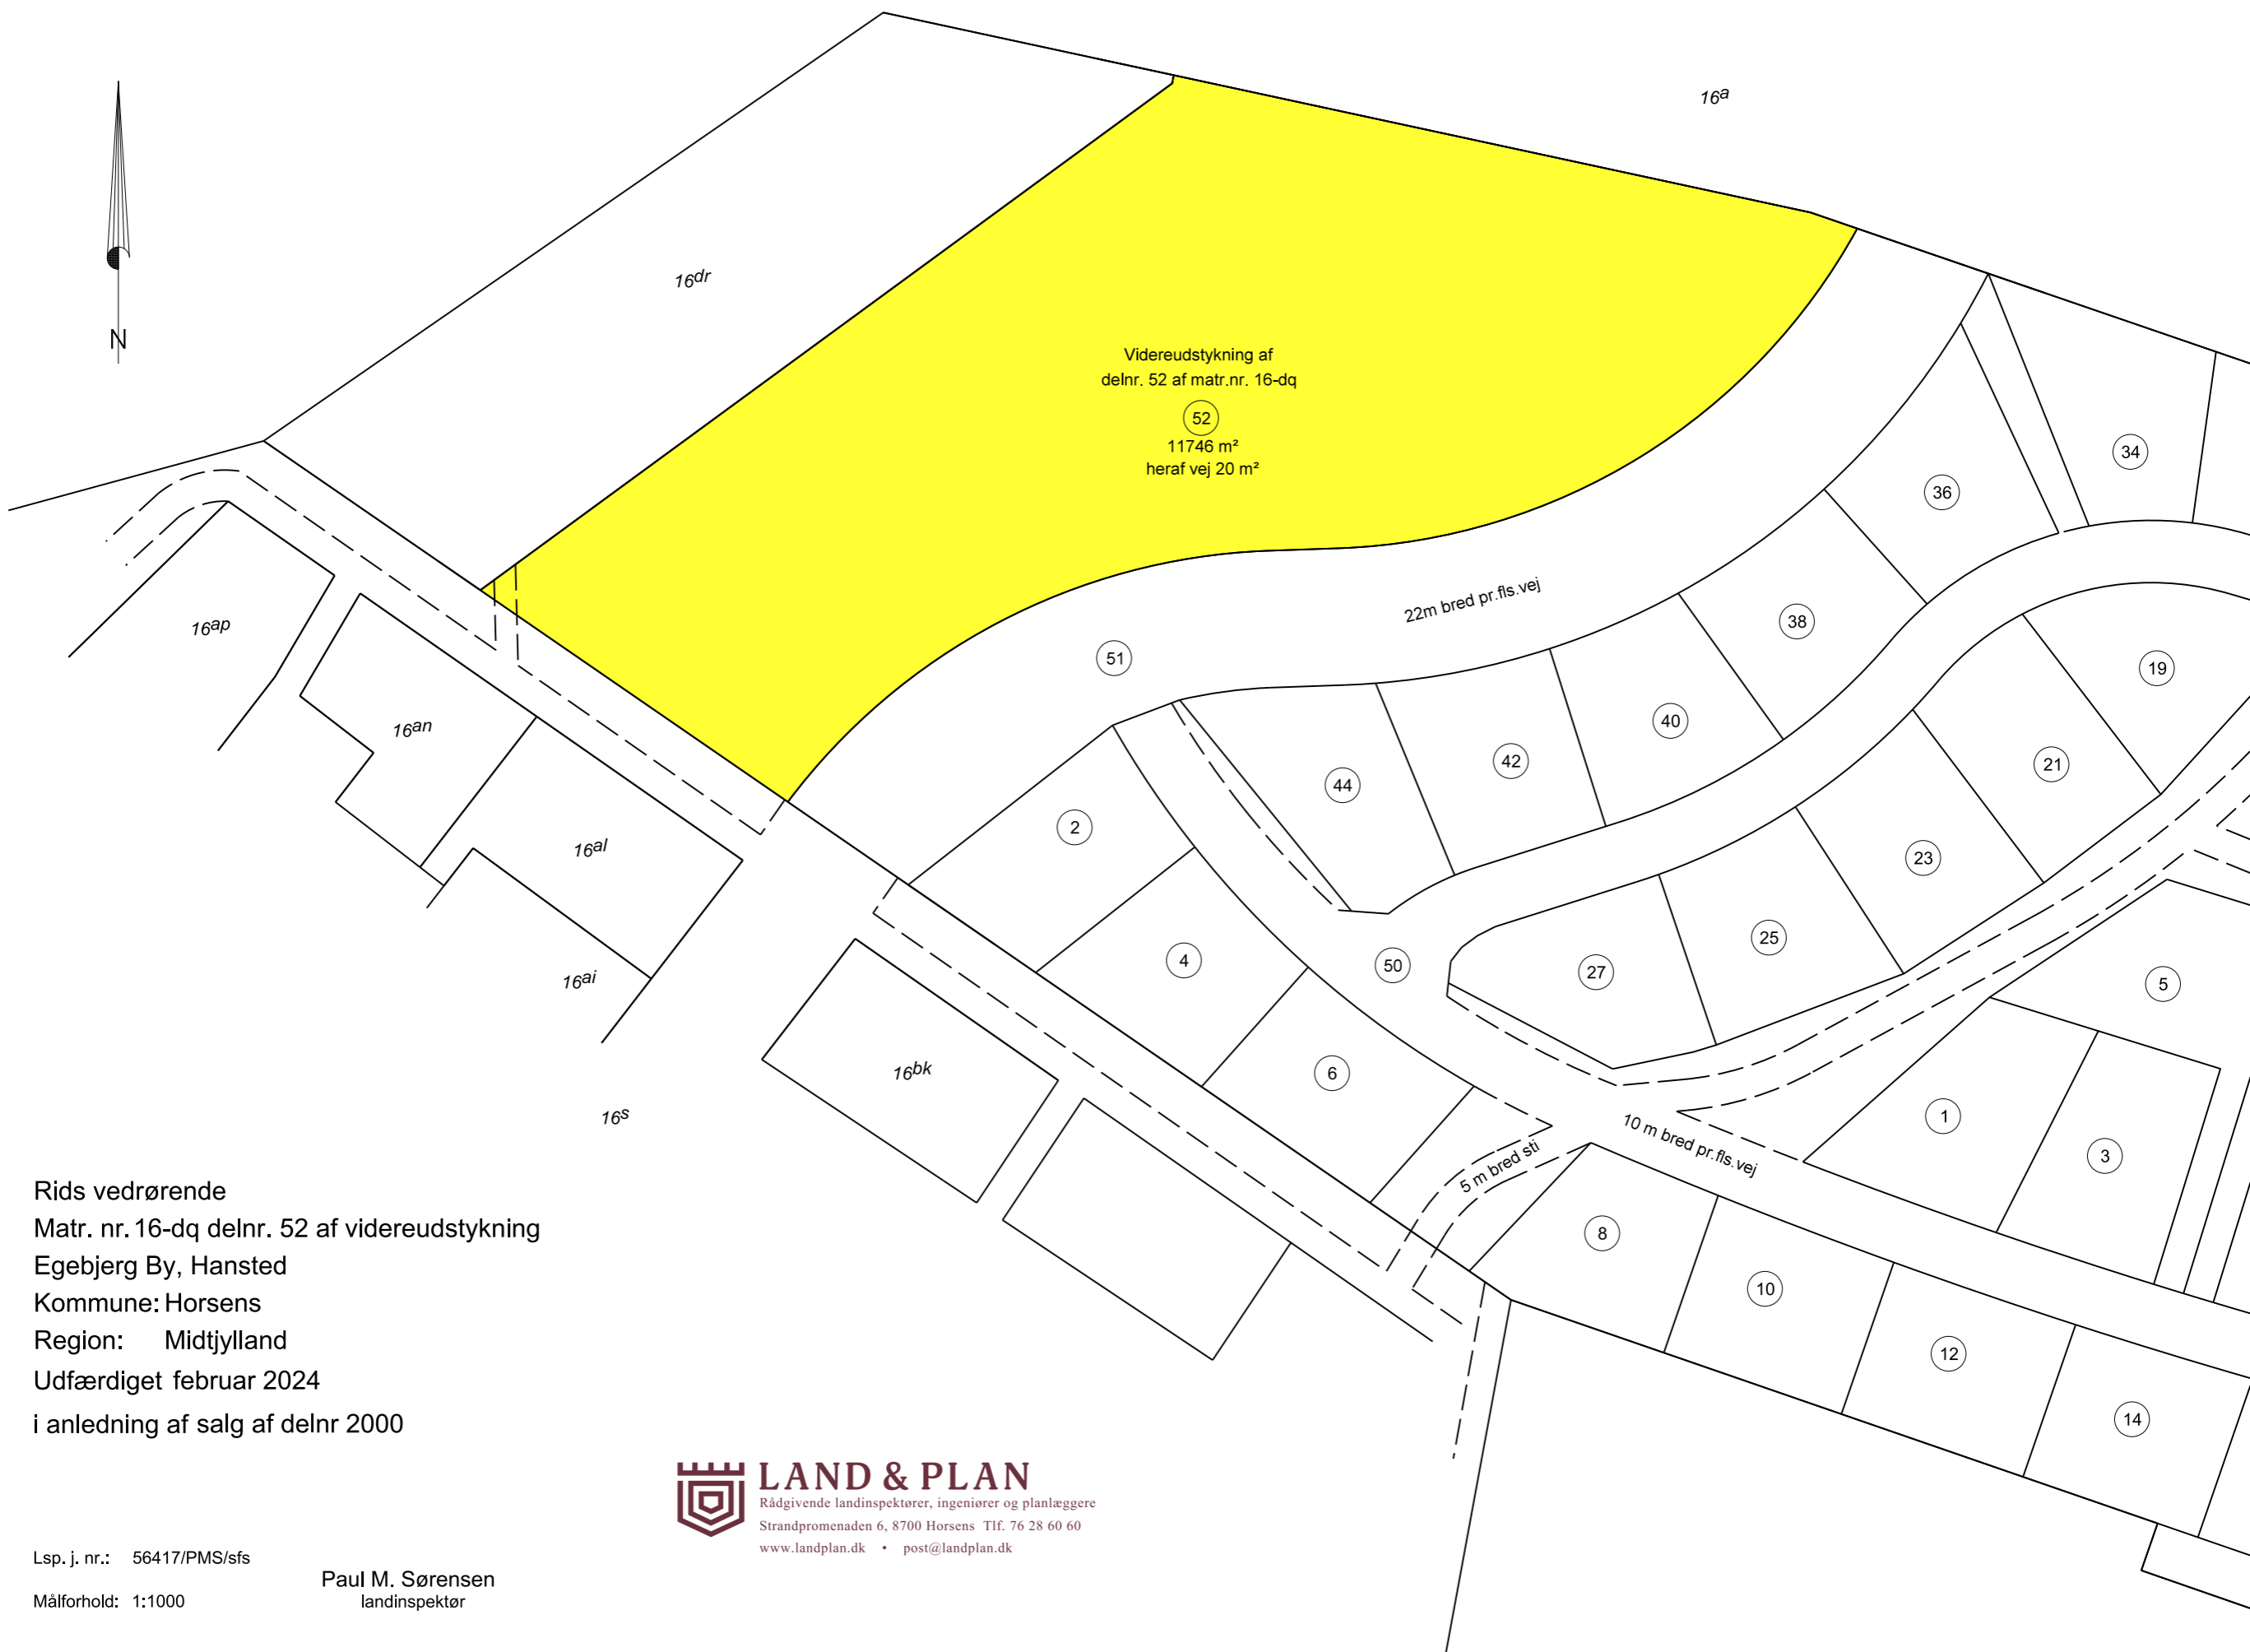 16a
N
16dr
Videreudstykning af
delnr. 52 af matr.nr. 16-dq
52
11746 m²
heraf vej 20 m²
34
36
22m bred pr.fls.vej
16ap
38
51
19
16an
40
42
21
44
2
16al
23
25
4
50
27
16ai
5
16bk
6
16s
1
10 m bred pr.fls.vej
3
5 m bred sti
8
10
12
14
Rids vedrørende
Matr. nr. 16-dq delnr. 52 af videreudstykning
Egebjerg By, Hansted
Kommune: Horsens
Region: Midtjylland
Udfærdiget februar 2024
i anledning af salg af delnr 2000
LAND & PLAN
Rådgivende landinspektører, ingeniører og planlæggere
Strandpromenaden 6, 8700 Horsens Tlf. 76 28 60 60
www.landplan.dk • post@landplan.dk
Lsp. j. nr.: 56417/PMS/sfs
Paul M. Sørensen
landinspektør
Målforhold: 1:1000